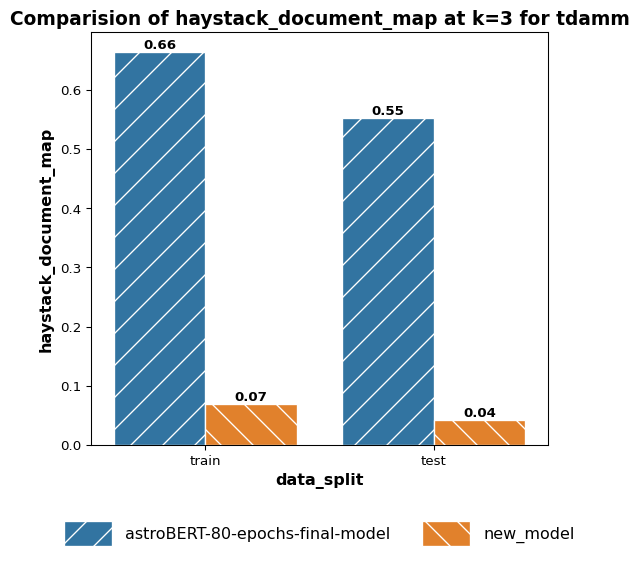 Comparision of haystack_document_map at k=3 for tdamm
haystack_document_map
0.6
0.5
0.4
0.3
0.2
0.1
0.0
0.66
0.07
0.55
0.04
train
test
data_split
astroBERT-80-epochs-final-model
new_model